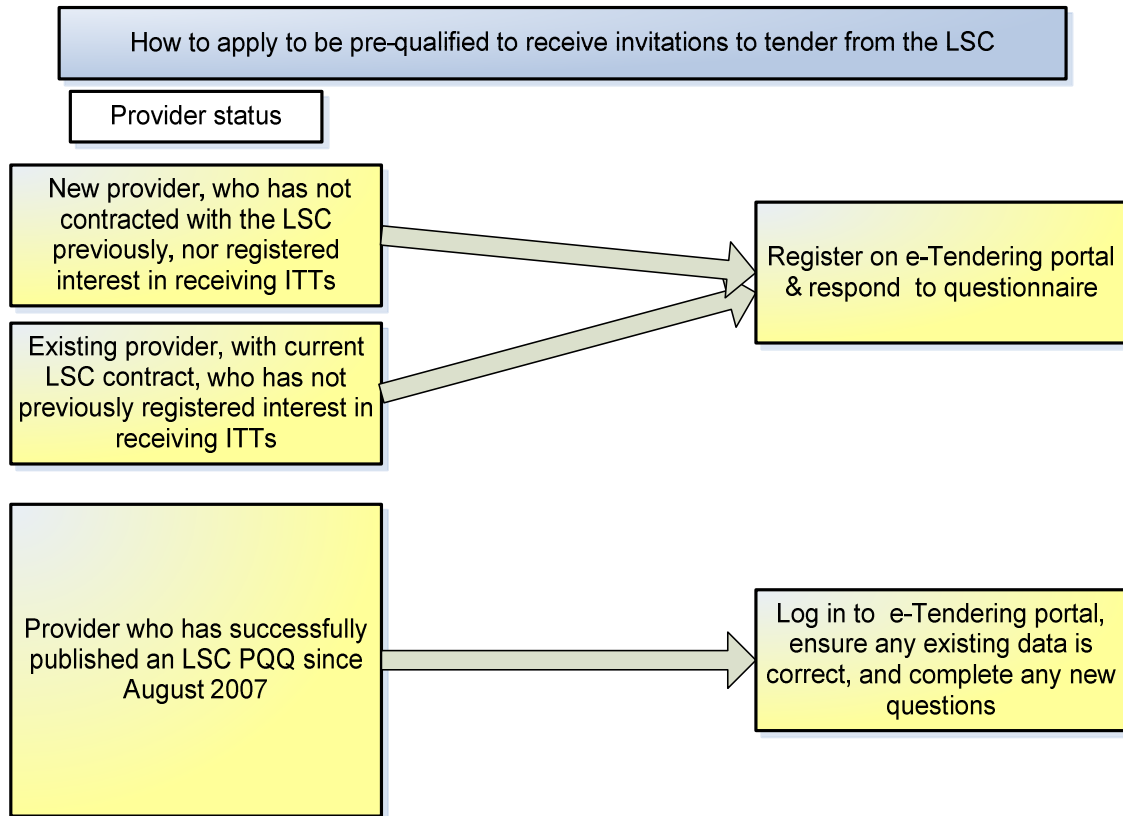 How to apply to be pre-qualified to receive invitations to tender from the LSC
Provider status
New provider, who has not
contracted with the LSC
previously, nor registered
interest in receiving ITTs
Register on e-Tendering portal
& respond to questionnaire
Existing provider, with current
LSC contract, who has not
previously registered interest in
receiving ITTs
Provider who has successfully
published an LSC PQQ since
August 2007
Log in to e-Tendering portal,
ensure any existing data is
correct, and complete any new
questions